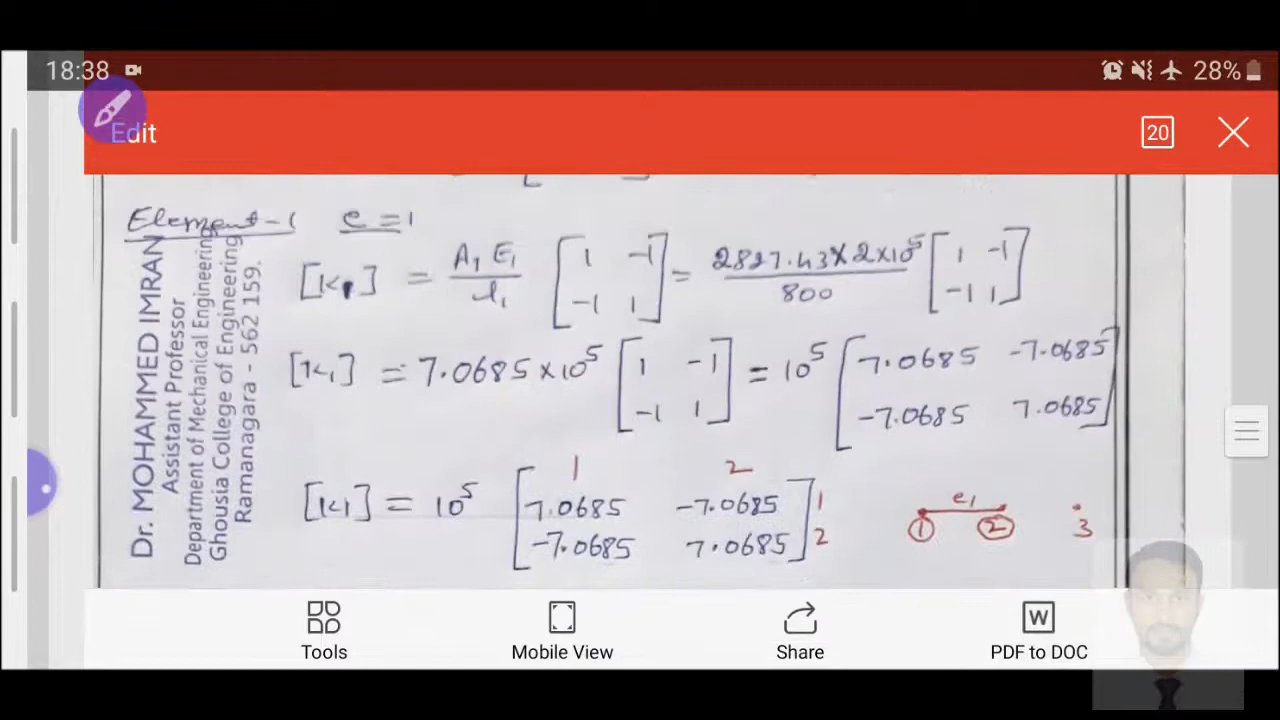 18:38 28%
Edit 20
Element-1 e=1
[K1] = A1 E1 / l1 [1 -1; -1 1] = 2827.43×2×10^5 / 800 [1 -1; -1 1]
[K1] = 7.0685×10^5 [1 -1; -1 1] = 10^5 [7.0685 -7.0685; -7.0685 7.0685]
1 2
[K1] = 10^5 [7.0685 -7.0685; -7.0685 7.0685] 1 2
e1
1 2 3
Dr. MOHAMMED IMRAN
Assistant Professor
Department of Mechanical Engineering
Ghousia College of Engineering
Ramanagara - 562 159.
W
Tools Mobile View Share PDF to DOC